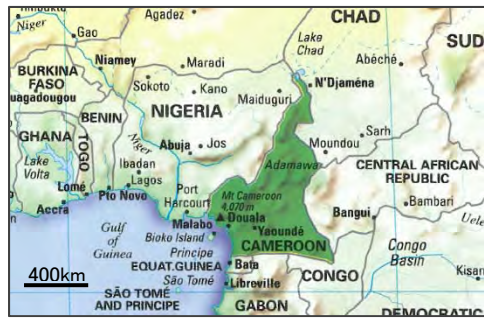 Timbuktu
Niger
Gao
Agadez
CHAD
Lake
Chad
Abéché
SUD
Niamey
Maradi
BURKINA
FASO
uagadougou
Sokoto
Kano
Maiduguri
N'Djaména
NIGERIA
BENIN
GHANA
TOGO
Abuja
Jos
Niger
Moundou
Sarh
Adamawa
Lake
Volta
Ibadan
Lagos
CENTRAL AFRICAN
REPUBLIC
Lomé
Pto Novo
Accra
Port
Harcourt
Mt Cameroon
4,070 m
Bambari
Bangui
Malabo
Douala
Yaoundé
Gulf
of
Guinea
Bioko Island
CAMEROON
Congo
Basin
Principe
EQUAT.GUINEA
Bata
Kisan
400km
São Tomé
CONGO
SÃO TOMÉ
AND PRINCIPE
Libreville
GABON
DEMOCRATIC